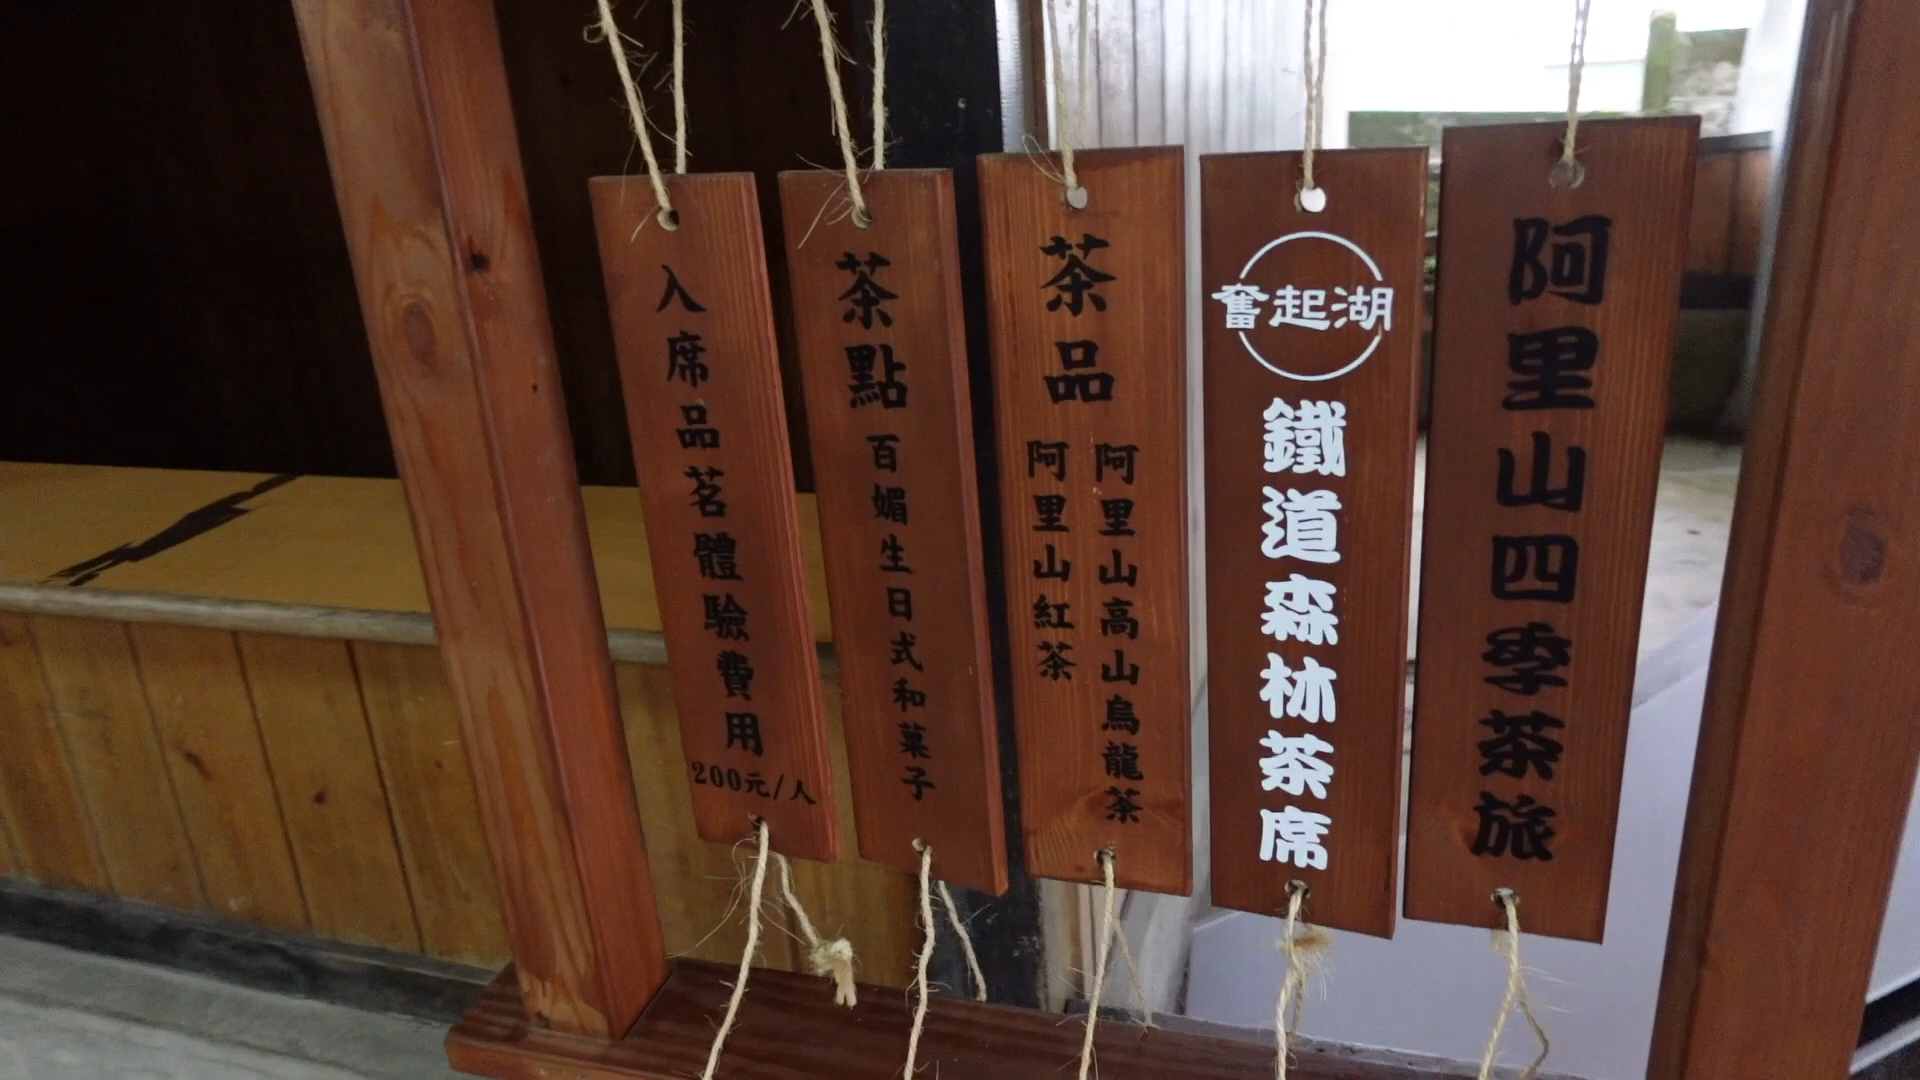 阿里山四季茶旅
奮起湖
鐵道森林茶席
茶品
阿里山高山烏龍茶
阿里山紅茶
茶點
百媚生日式和菓子
入席品茗體驗費用
200元/人